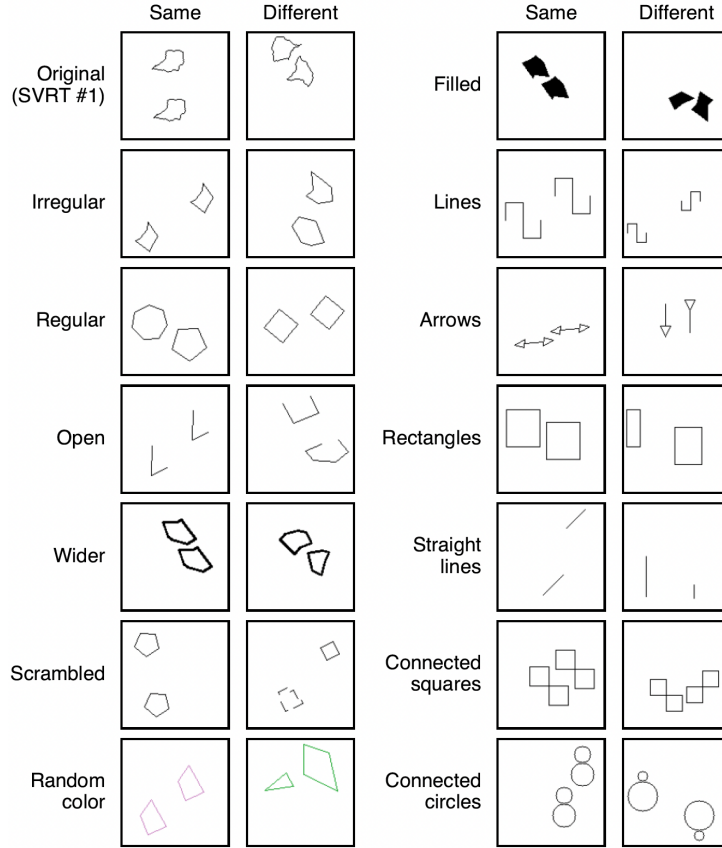 Same Different
Original
(SVRT #1)
Irregular
Regular
Open
Wider
Scrambled
Random
color
Same Different
Filled
Lines
Arrows
Rectangles
Straight
lines
Connected
squares
Connected
circles